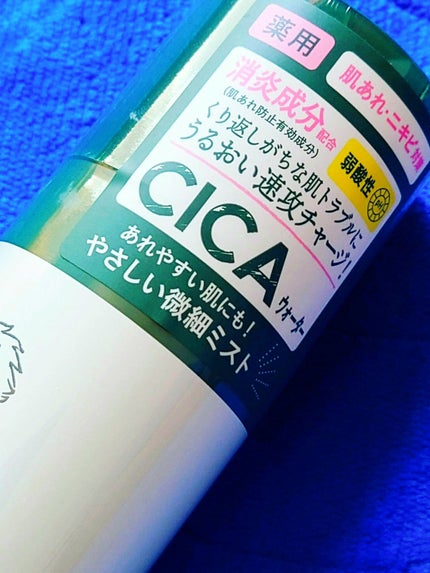 薬用
肌あれ・ニキビ
消炎成分配合
(肌あれ防止有効成分)
くり返しがちな肌トラブルに
うるおい速攻チャージ!
弱酸性
pH
CICA
ウォーター
あれやすい肌にも!
やさしい微細ミスト